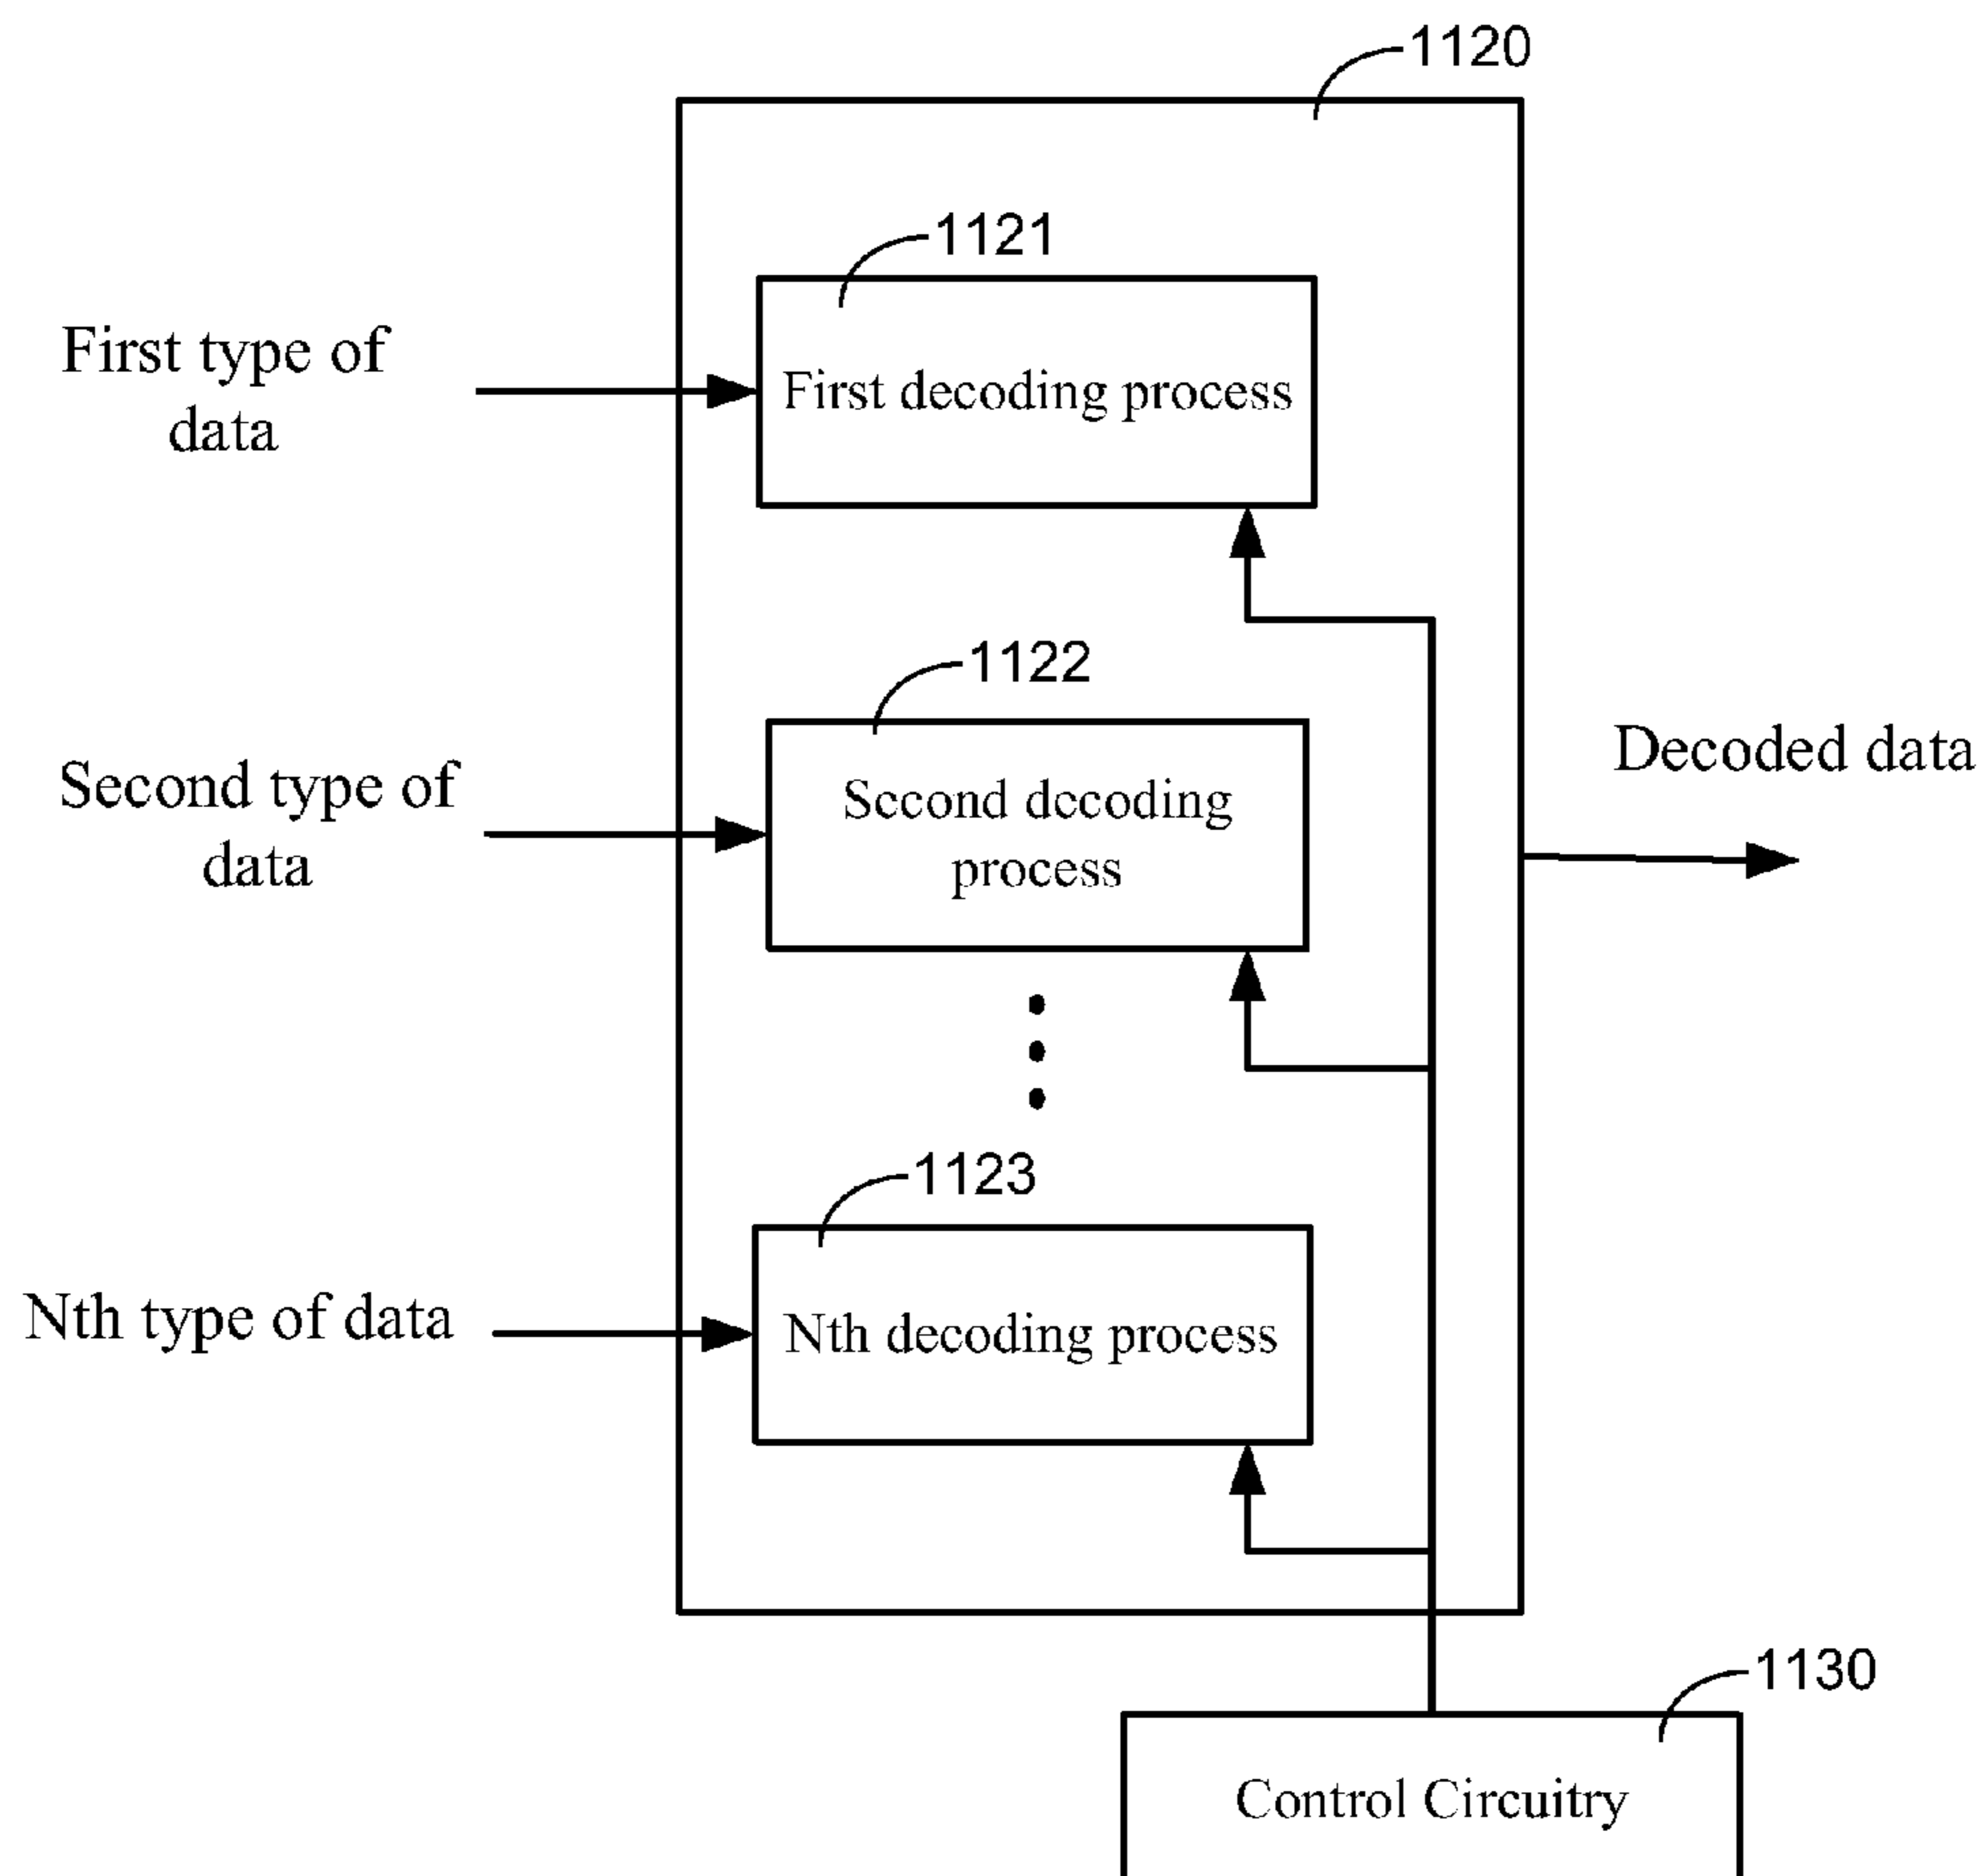 1120
1121
First type of
data
First decoding process
1122
Second type of
data
Second decoding
process
Decoded data
1123
Nth type of data
Nth decoding process
1130
Control Circuitry